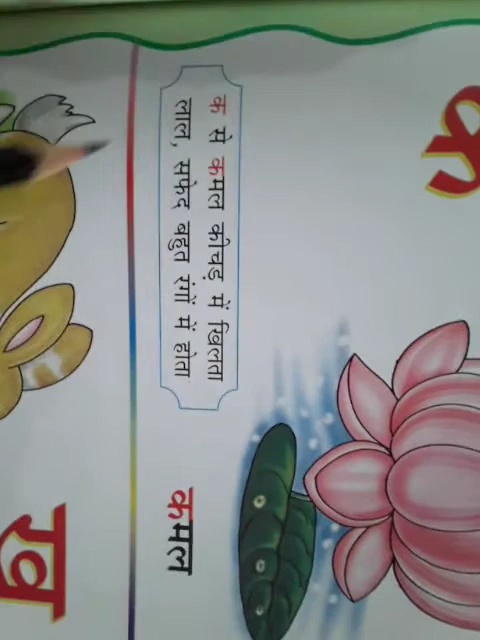 क
क से कमल कीचड़ में खिलता
लाल, सफेद बहुत रंगों में होता
कमल
ख